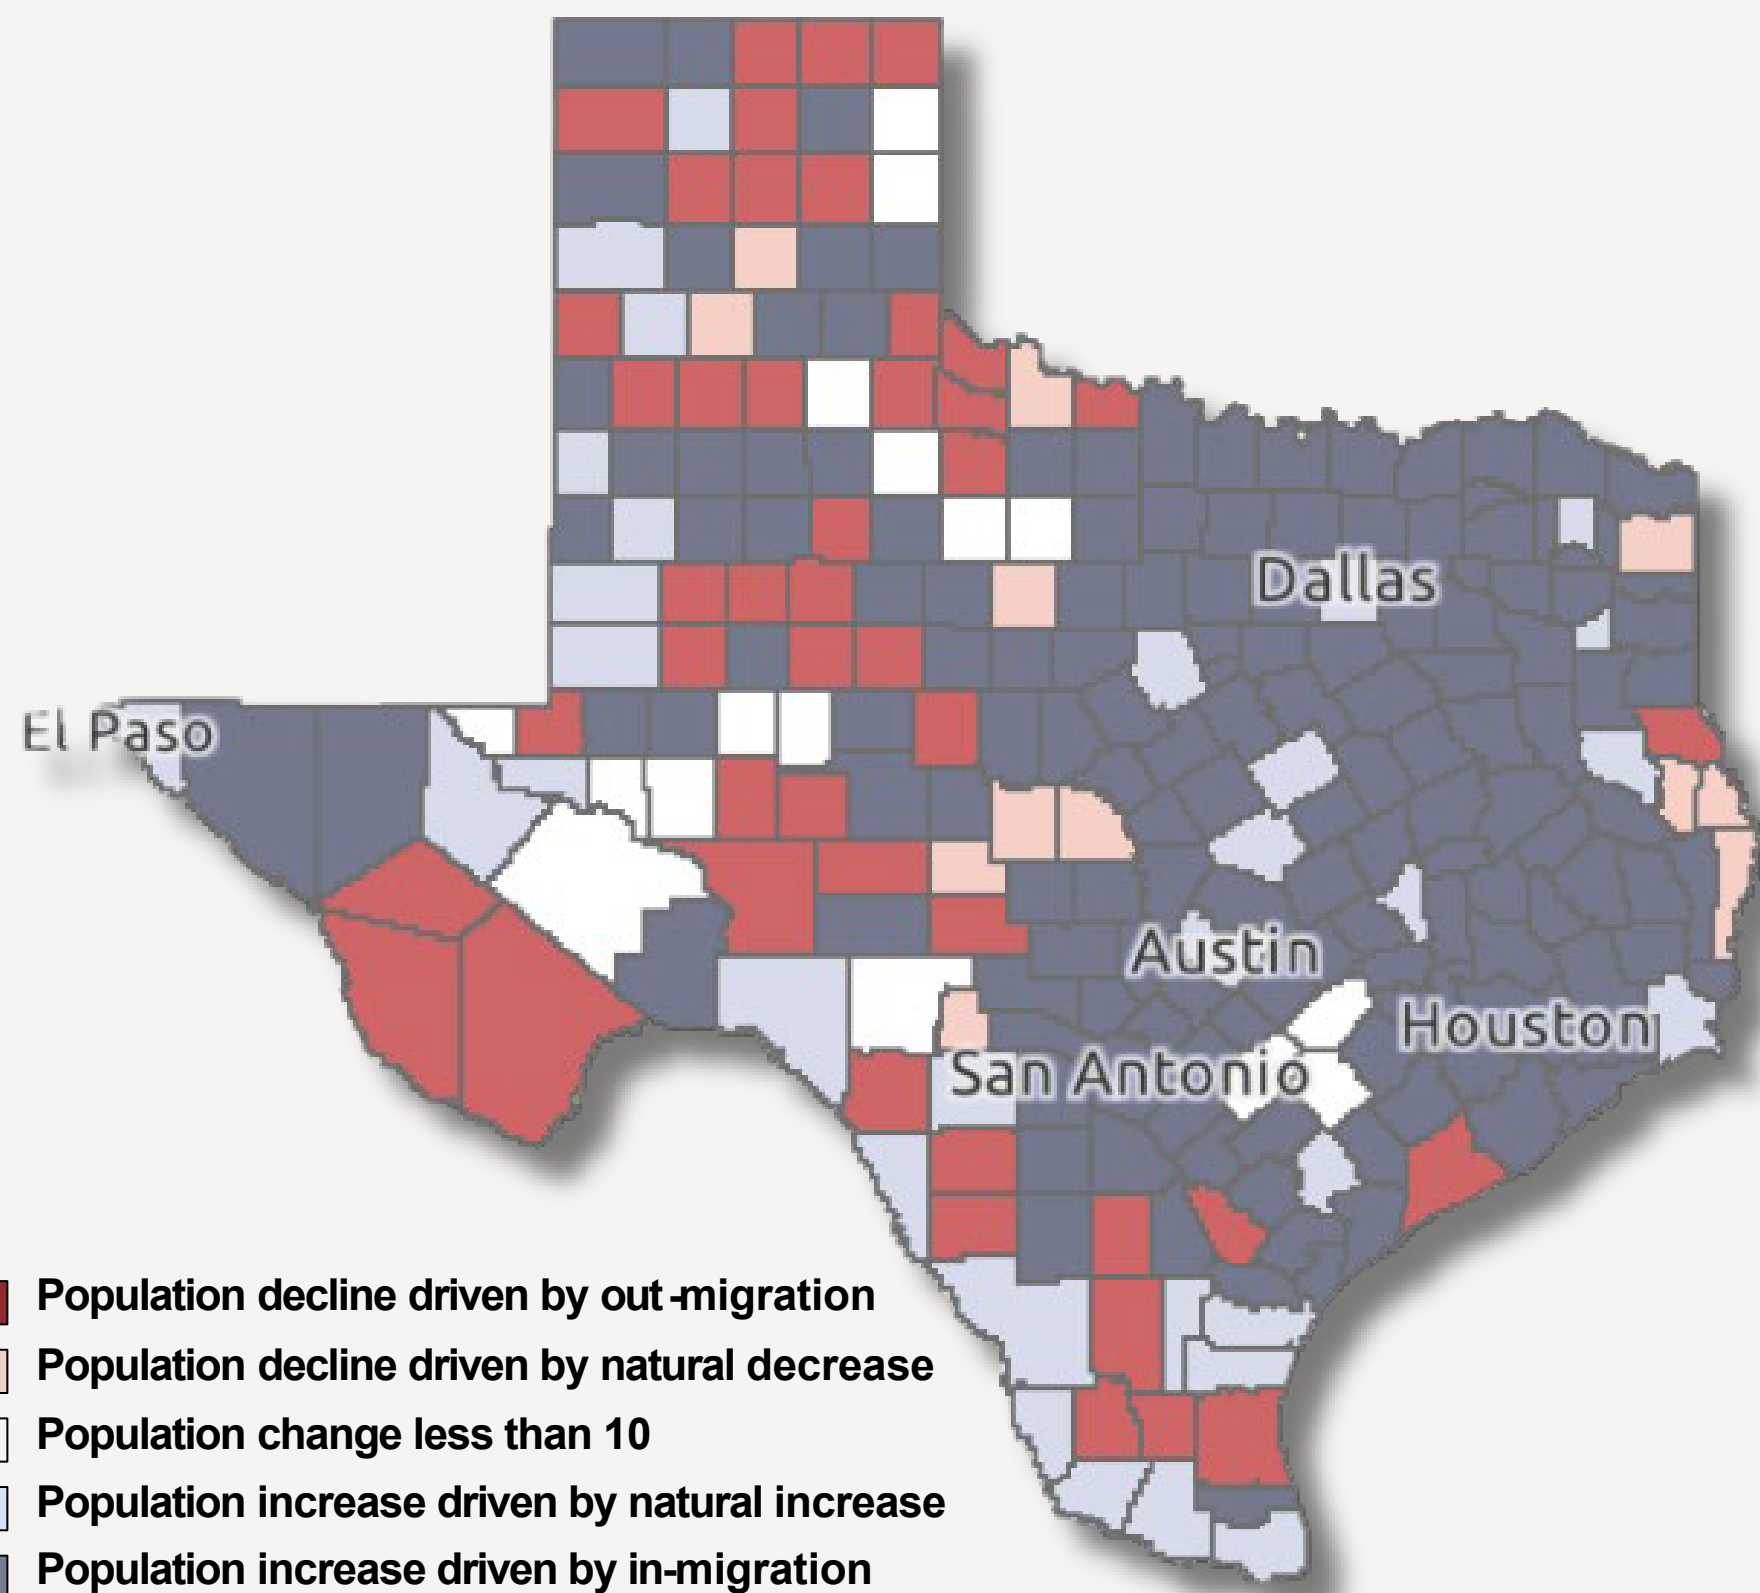 Dallas
El Paso
Austin
Houston
San Antonio
Population decline driven by out-migration
Population decline driven by natural decrease
Population change less than 10
Population increase driven by natural increase
Population increase driven by in-migration